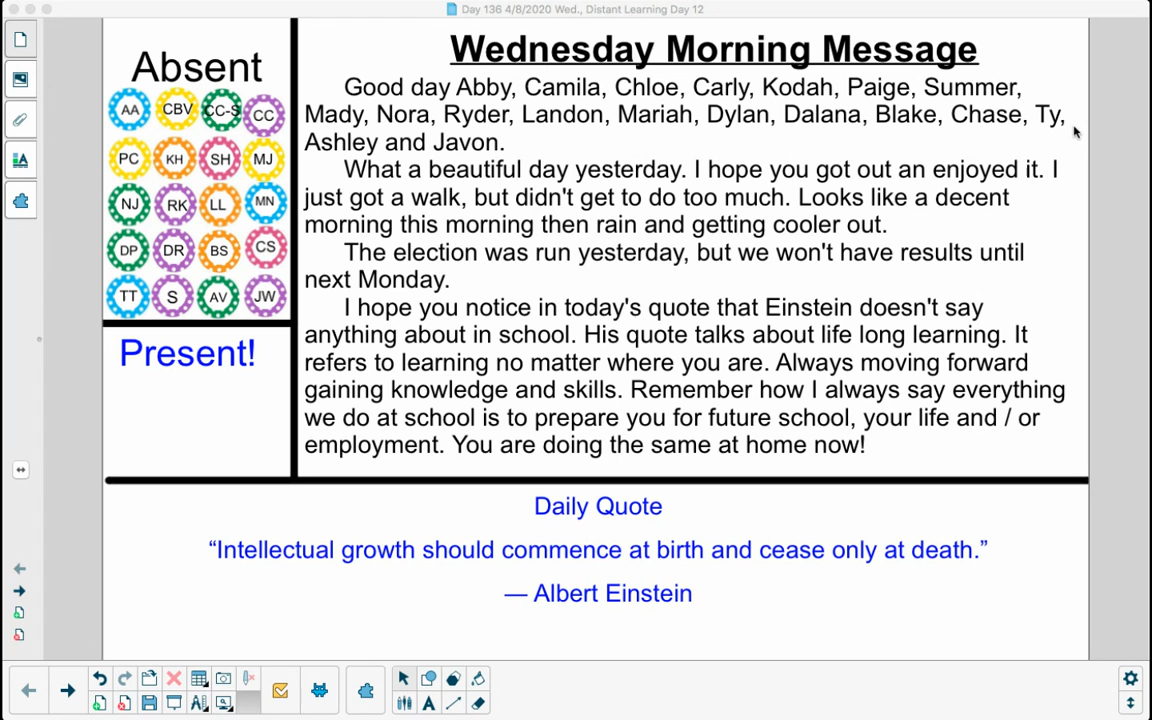 Day 136 4/8/2020 Wed., Distant Learning Day 12
Absent
AA CBV CC-S CC
PC KH SH MJ
NJ RK LL MN
DP DR BS CS
TT S AV JW
Present!
Wednesday Morning Message
Good day Abby, Camila, Chloe, Carly, Kodah, Paige, Summer,
Mady, Nora, Ryder, Landon, Mariah, Dylan, Dalana, Blake, Chase, Ty,
Ashley and Javon.
What a beautiful day yesterday. I hope you got out an enjoyed it. I
just got a walk, but didn't get to do too much. Looks like a decent
morning this morning then rain and getting cooler out.
The election was run yesterday, but we won't have results until
next Monday.
I hope you notice in today's quote that Einstein doesn't say
anything about in school. His quote talks about life long learning. It
refers to learning no matter where you are. Always moving forward
gaining knowledge and skills. Remember how I always say everything
we do at school is to prepare you for future school, your life and / or
employment. You are doing the same at home now!
Daily Quote
“Intellectual growth should commence at birth and cease only at death.”
— Albert Einstein